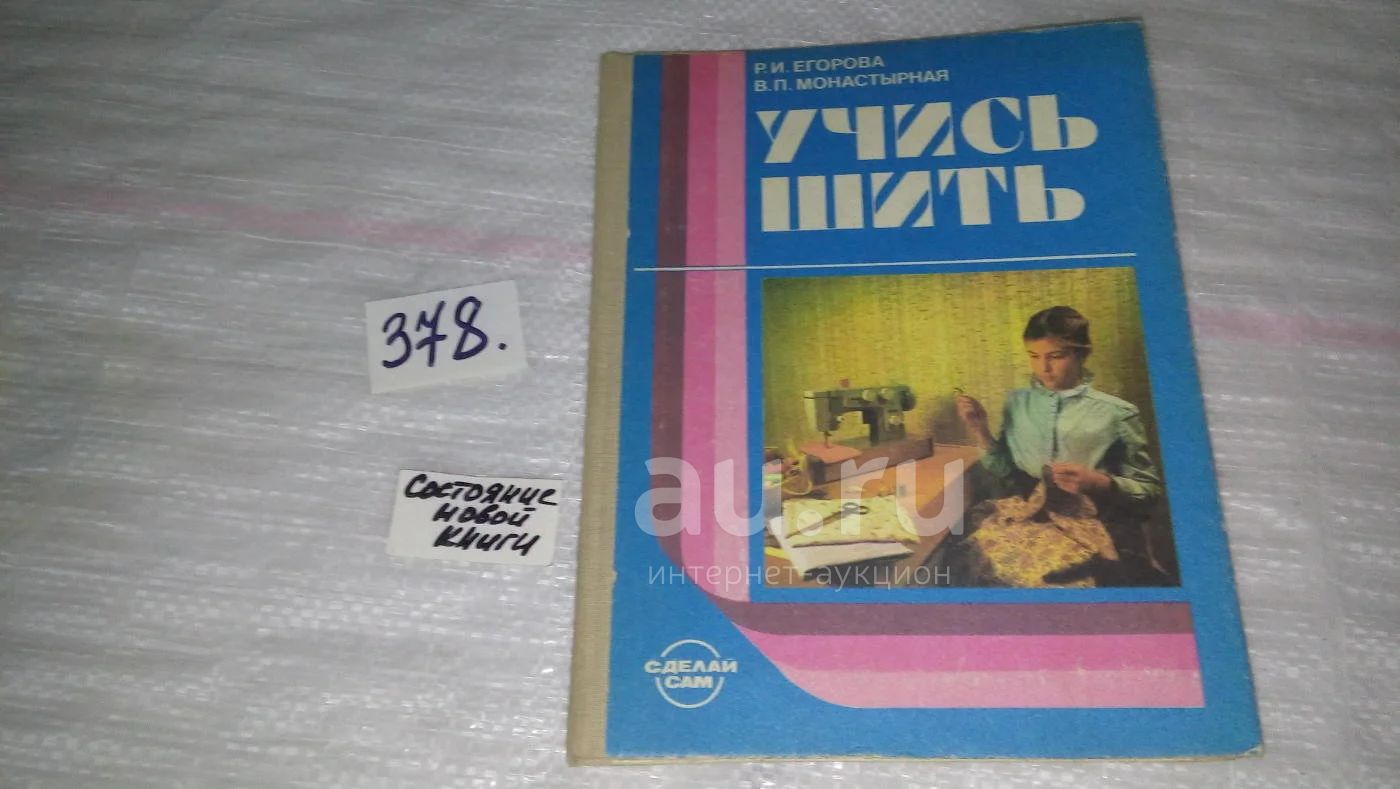 Р.И. ЕГОРОВА
В.П. МОНАСТЫРНАЯ
УЧИСЬ
ШИТЬ
378.
Состояние
новой
книги
au.ru
интернет-аукцион
СДЕЛАЙ
САМ